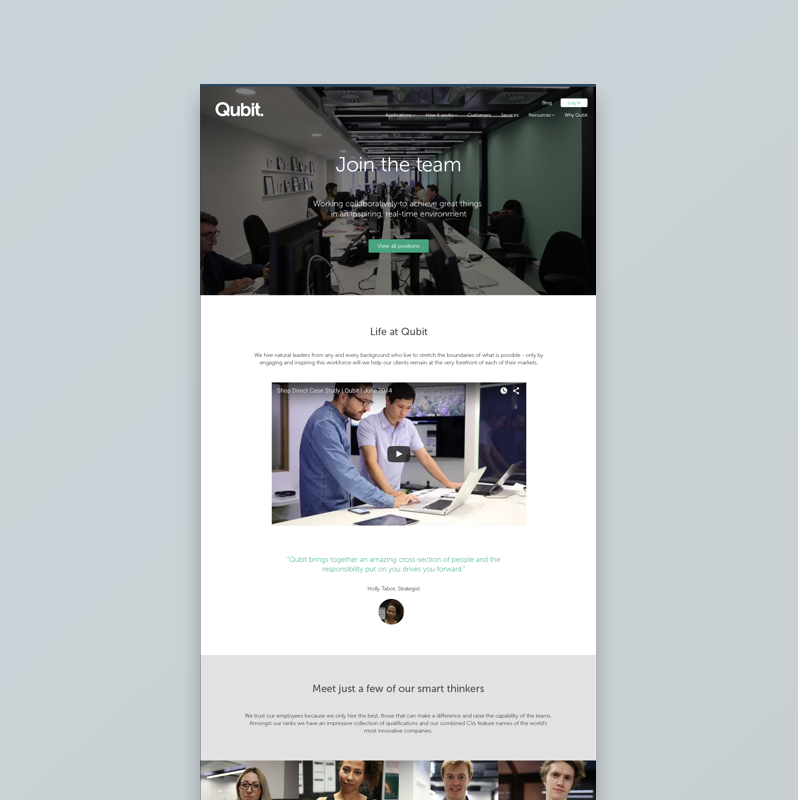 Qubit.
Blog
Log in
Applications
How it works
Customers
Services
Resources
Why Qubit
Join the team
Working collaboratively to achieve great things
in an inspiring, real-time environment
View all positions
Life at Qubit
We hire natural leaders from any and every background who live to stretch the boundaries of what is possible - only by
engaging and inspiring this workforce will we help our clients remain at the very forefront of each of their markets.
Shop Direct Case Study | Qubit | June 2014
"Qubit brings together an amazing cross-section of people and the
responsibility put on you drives you forward."
Holly Tabor, Strategist
Meet just a few of our smart thinkers
We trust our employees because we only hire the best, those that can make a difference and raise the capability of the teams.
Amongst our ranks we have an impressive collection of qualifications and our combined CVs feature names of the world's
most innovative companies.